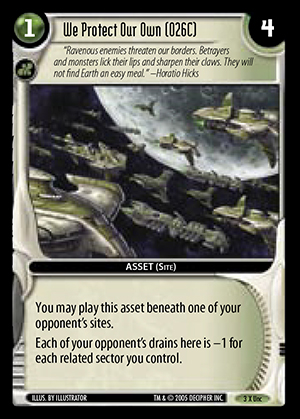 1 We Protect Our Own (026C) 4
“Ravenous enemies threaten our borders. Betrayers
and monsters lick their lips and sharpen their claws. They will
not find Earth an easy meal.” –Horatio Hicks
ASSET (SITE)
You may play this asset beneath one of your
opponent's sites.
Each of your opponent's drains here is –1 for
each related sector you control.
ILLUS. BY ILLUSTRATOR TM & © 2005 DECIPHER INC. 3 X Unc